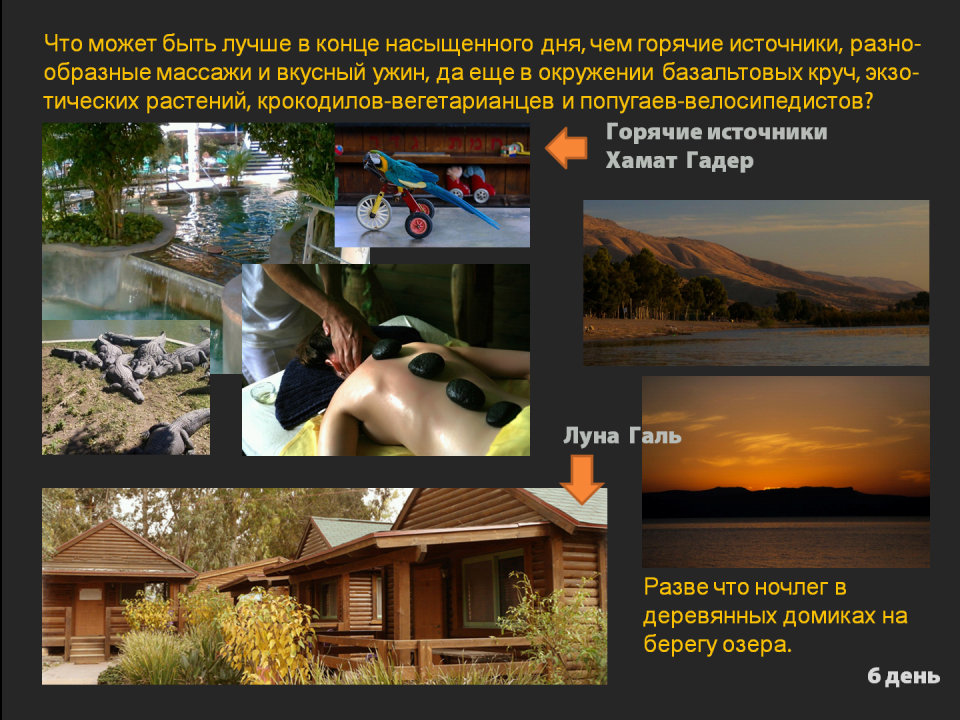 Что может быть лучше в конце насыщенного дня, чем горячие источники, разно-
образные массажи и вкусный ужин, да еще в окружении базальтовых круч, экзо-
тических растений, крокодилов-вегетарианцев и попугаев-велосипедистов?
Горячие источники
Хамат Гадер
Луна Галь
Разве что ночлег в
деревянных домиках на
берегу озера.
6 день